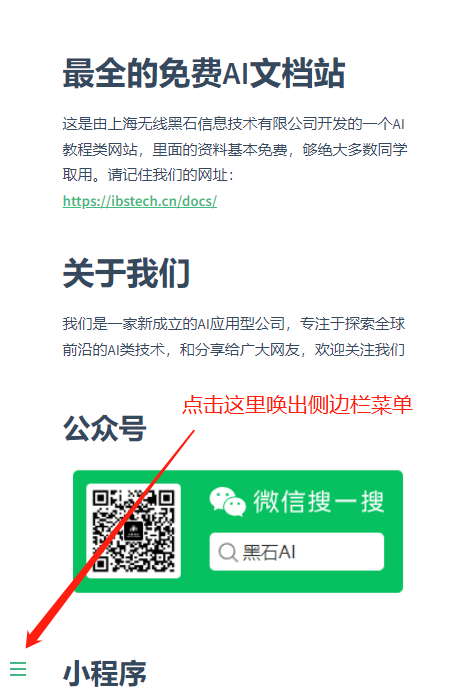 最全的免费AI文档站
这是由上海无线黑石信息技术有限公司开发的一个AI
教程类网站，里面的资料基本免费，够绝大多数同学
取用。请记住我们的网址：
https://ibstech.cn/docs/
关于我们
我们是一家新成立的AI应用型公司，专注于探索全球
前沿的AI类技术，和分享给广大网友，欢迎关注我们
点击这里唤出侧边栏菜单
公众号
微信搜一搜
黑石AI
小程序